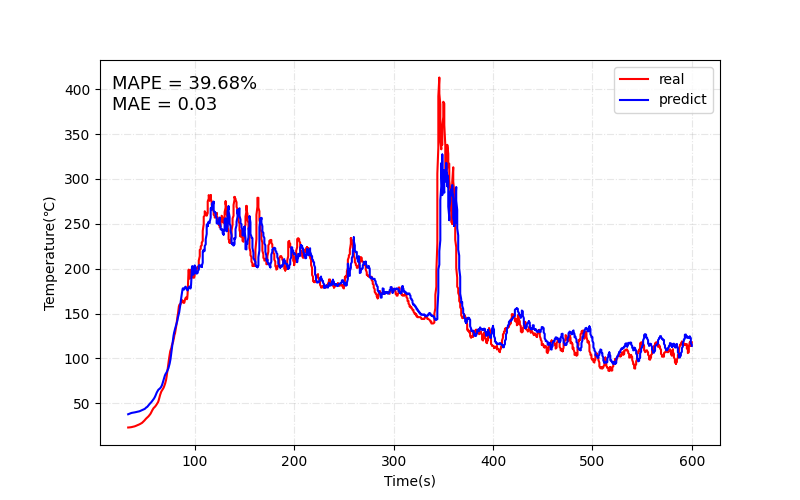 MAPE = 39.68%
MAE = 0.03
real
predict
400
350
300
250
200
150
100
50
Temperature(℃)
100 200 300 400 500 600
Time(s)